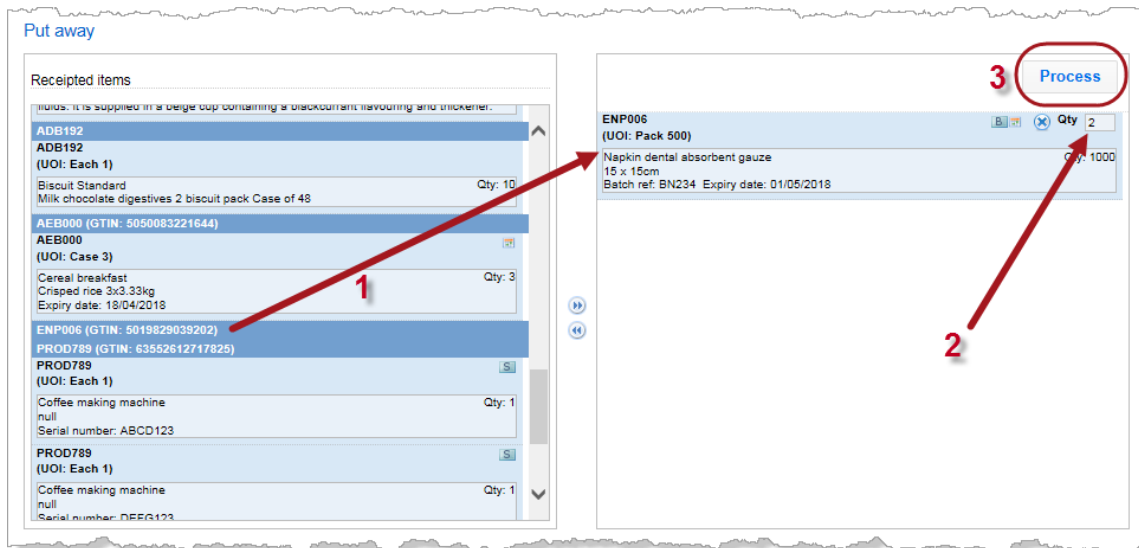 Put away
Receipted items
fluids. It is supplied in a beige cup containing a blackcurrant flavouring and thickener.
ADB192
ADB192
(UOI: Each 1)
Biscuit Standard Qty: 10
Milk chocolate digestives 2 biscuit pack Case of 48
AEB000 (GTIN: 5050083221644)
AEB000
(UOI: Case 3)
Cereal breakfast Qty: 3
Crisped rice 3x3.33kg
Expiry date: 18/04/2018
ENP006 (GTIN: 5019829039202)
PROD789 (GTIN: 63552612717825)
PROD789 S
(UOI: Each 1)
Coffee making machine Qty: 1
null
Serial number: ABCD123
PROD789 S
(UOI: Each 1)
Coffee making machine Qty: 1
null
Serial number: DEFG123
1
3 Process
ENP006 B Qty 2
(UOI: Pack 500)
Napkin dental absorbent gauze Qty: 1000
15 x 15cm
Batch ref: BN234 Expiry date: 01/05/2018
2